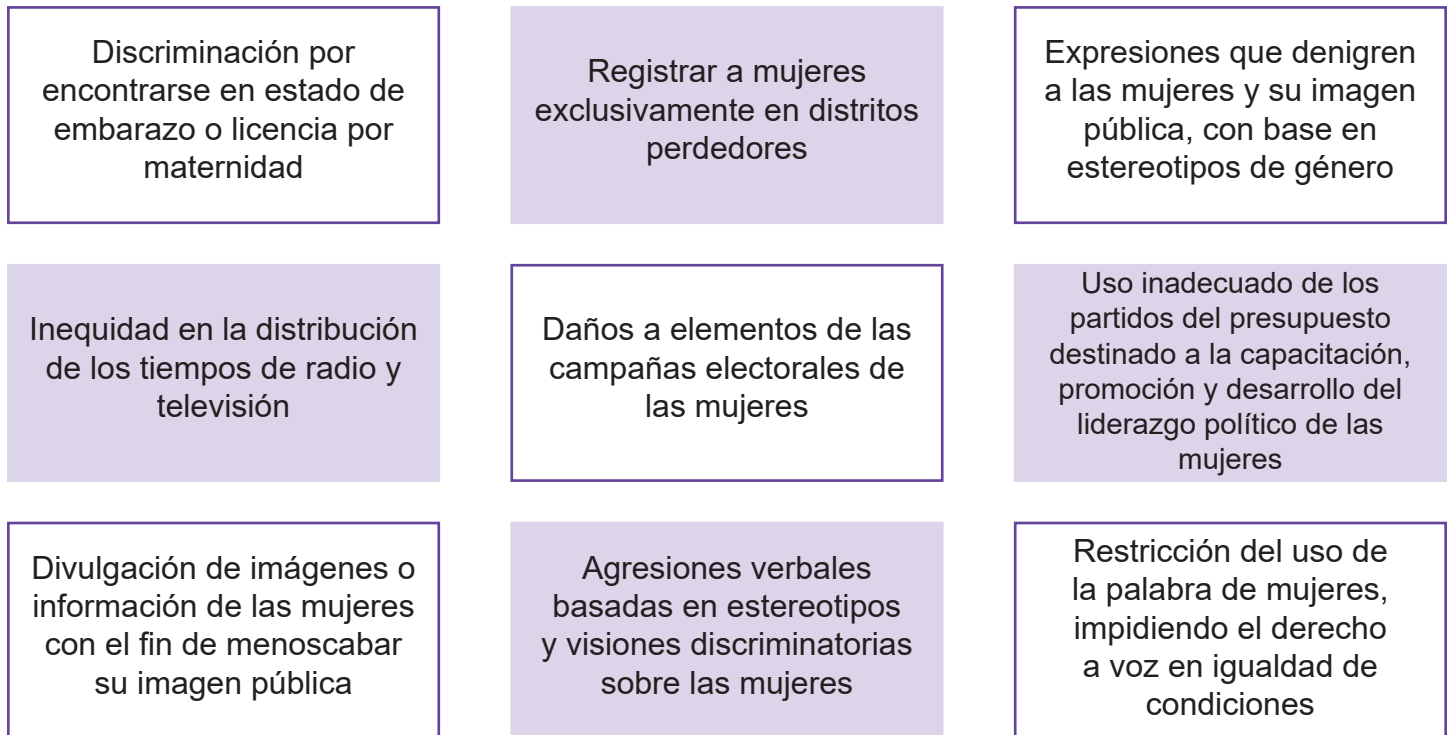 Discriminación por
encontrarse en estado de
embarazo o licencia por
maternidad
Registrar a mujeres
exclusivamente en distritos
perdedores
Expresiones que denigren
a las mujeres y su imagen
pública, con base en
estereotipos de género
Inequidad en la distribución
de los tiempos de radio y
televisión
Daños a elementos de las
campañas electorales de
las mujeres
Uso inadecuado de los
partidos del presupuesto
destinado a la capacitación,
promoción y desarrollo del
liderazgo político de las
mujeres
Divulgación de imágenes o
información de las mujeres
con el fin de menoscabar
su imagen pública
Agresiones verbales
basadas en estereotipos
y visiones discriminatorias
sobre las mujeres
Restricción del uso de
la palabra de mujeres,
impidiendo el derecho
a voz en igualdad de
condiciones